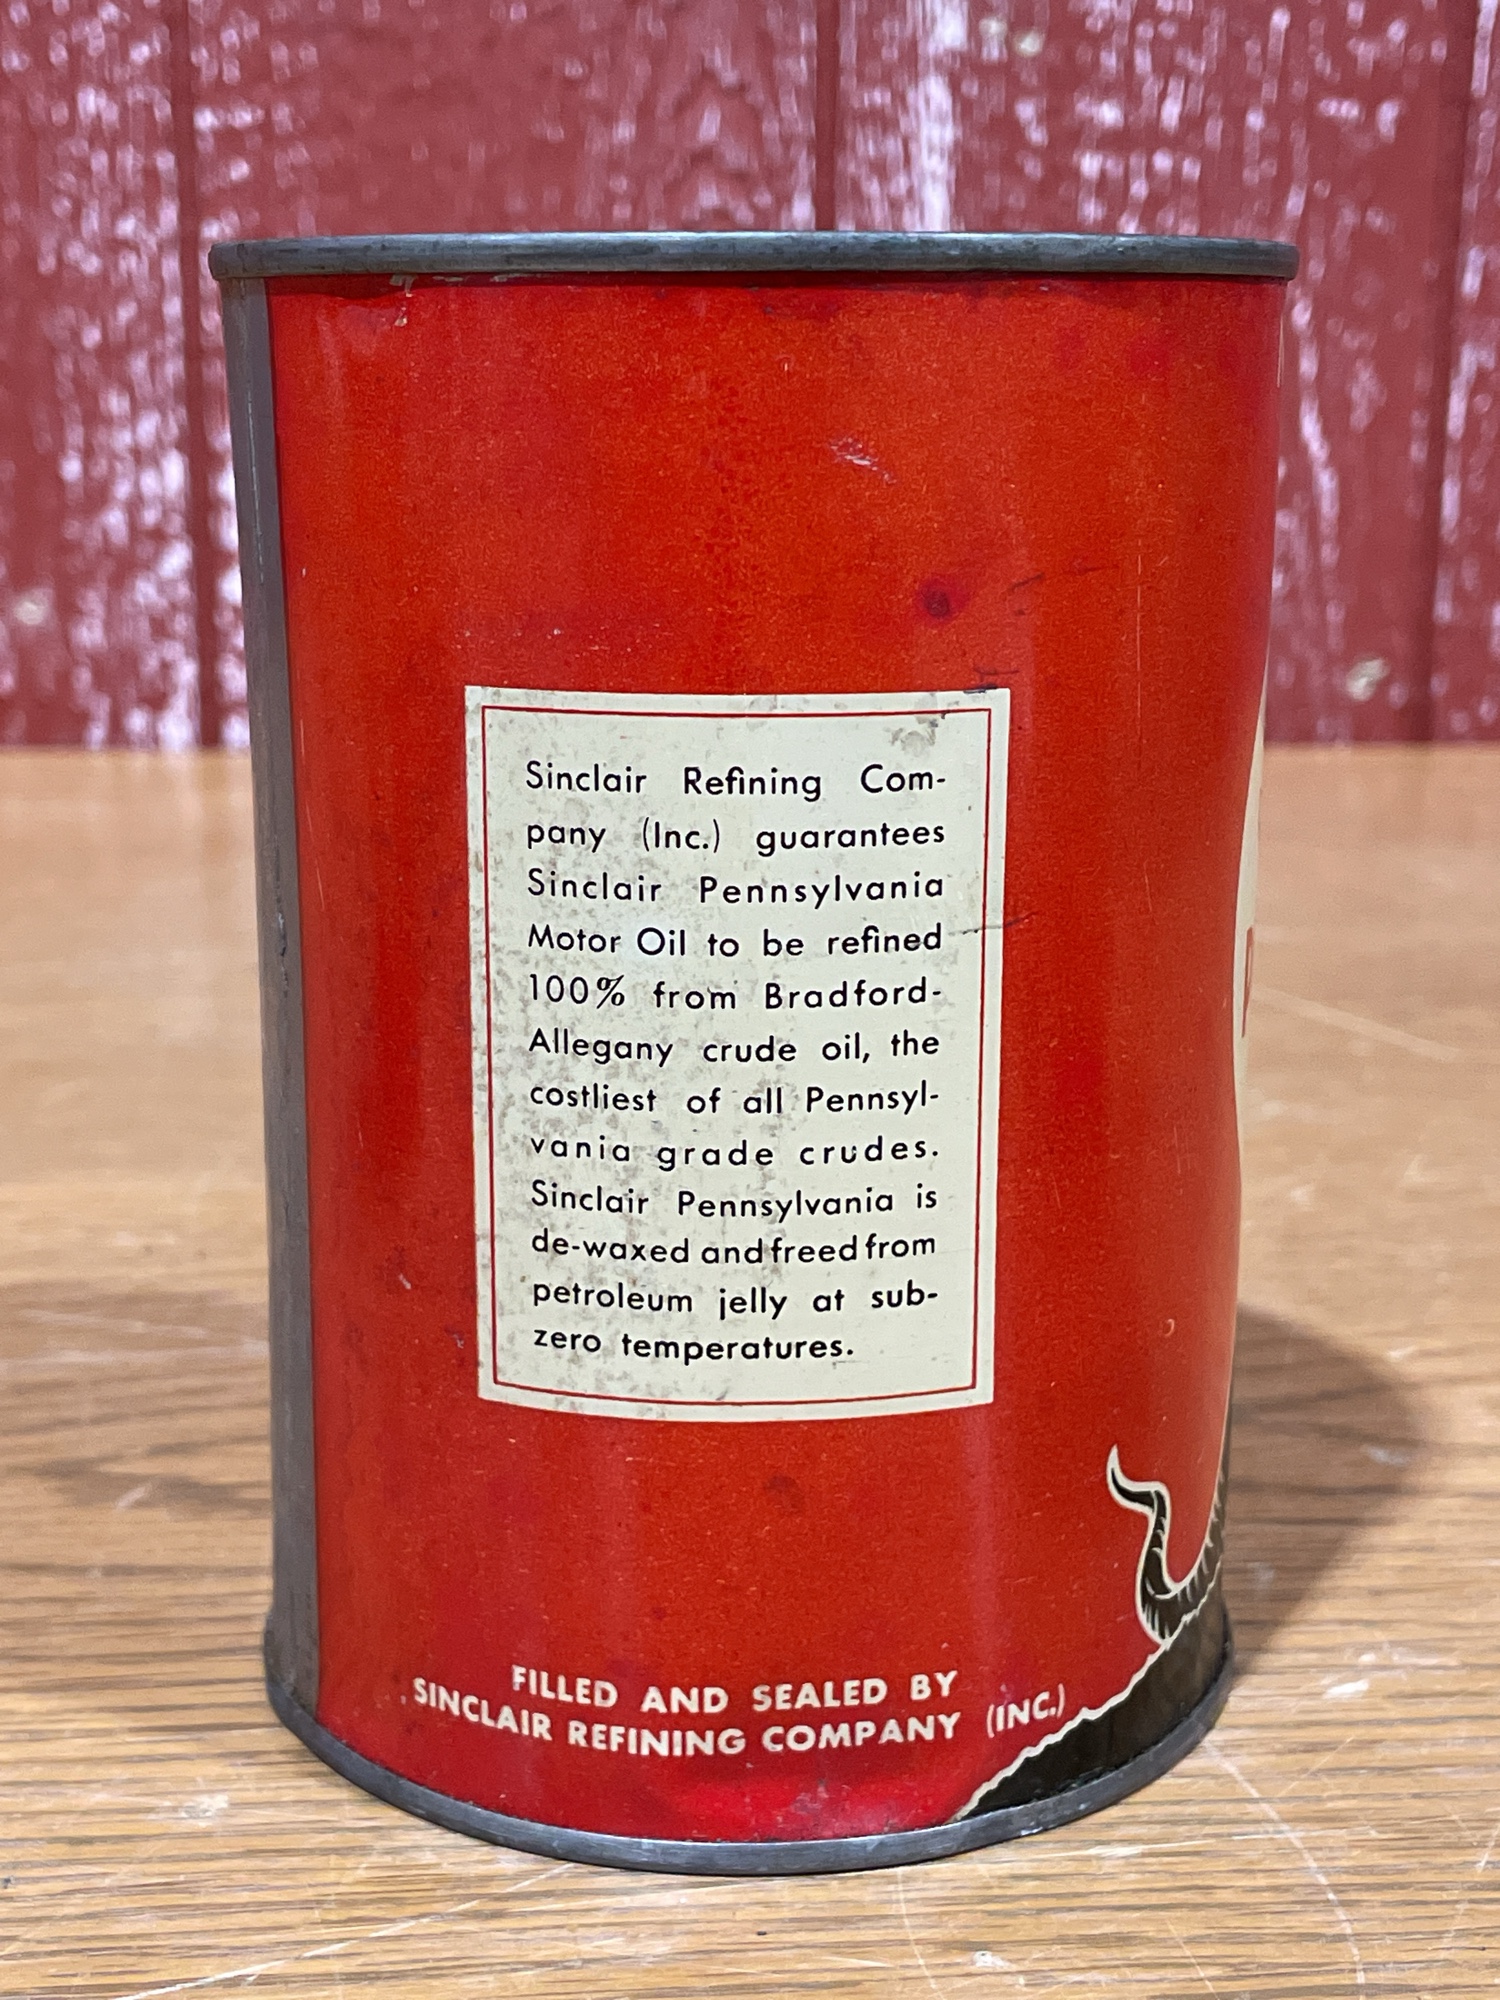 Sinclair Refining Com-
pany (Inc.) guarantees
Sinclair Pennsylvania
Motor Oil to be refined
100% from Bradford-
Allegany crude oil, the
costliest of all Pennsyl-
vania grade crudes.
Sinclair Pennsylvania is
de-waxed and freed from
petroleum jelly at sub-
zero temperatures.
FILLED AND SEALED BY
SINCLAIR REFINING COMPANY (INC.)